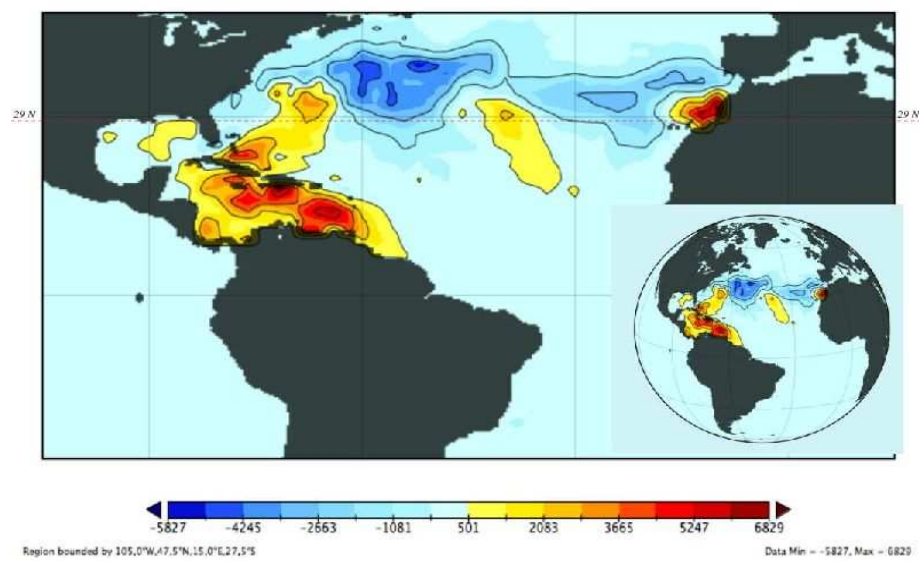 29 N 29 N
-5827 -4245 -2663 -1081 501 2083 3665 5247 6829
Region bounded by 105,0°W,47.5°N,15.0°E,27,5°S Data Min = -5827, Max = 6829